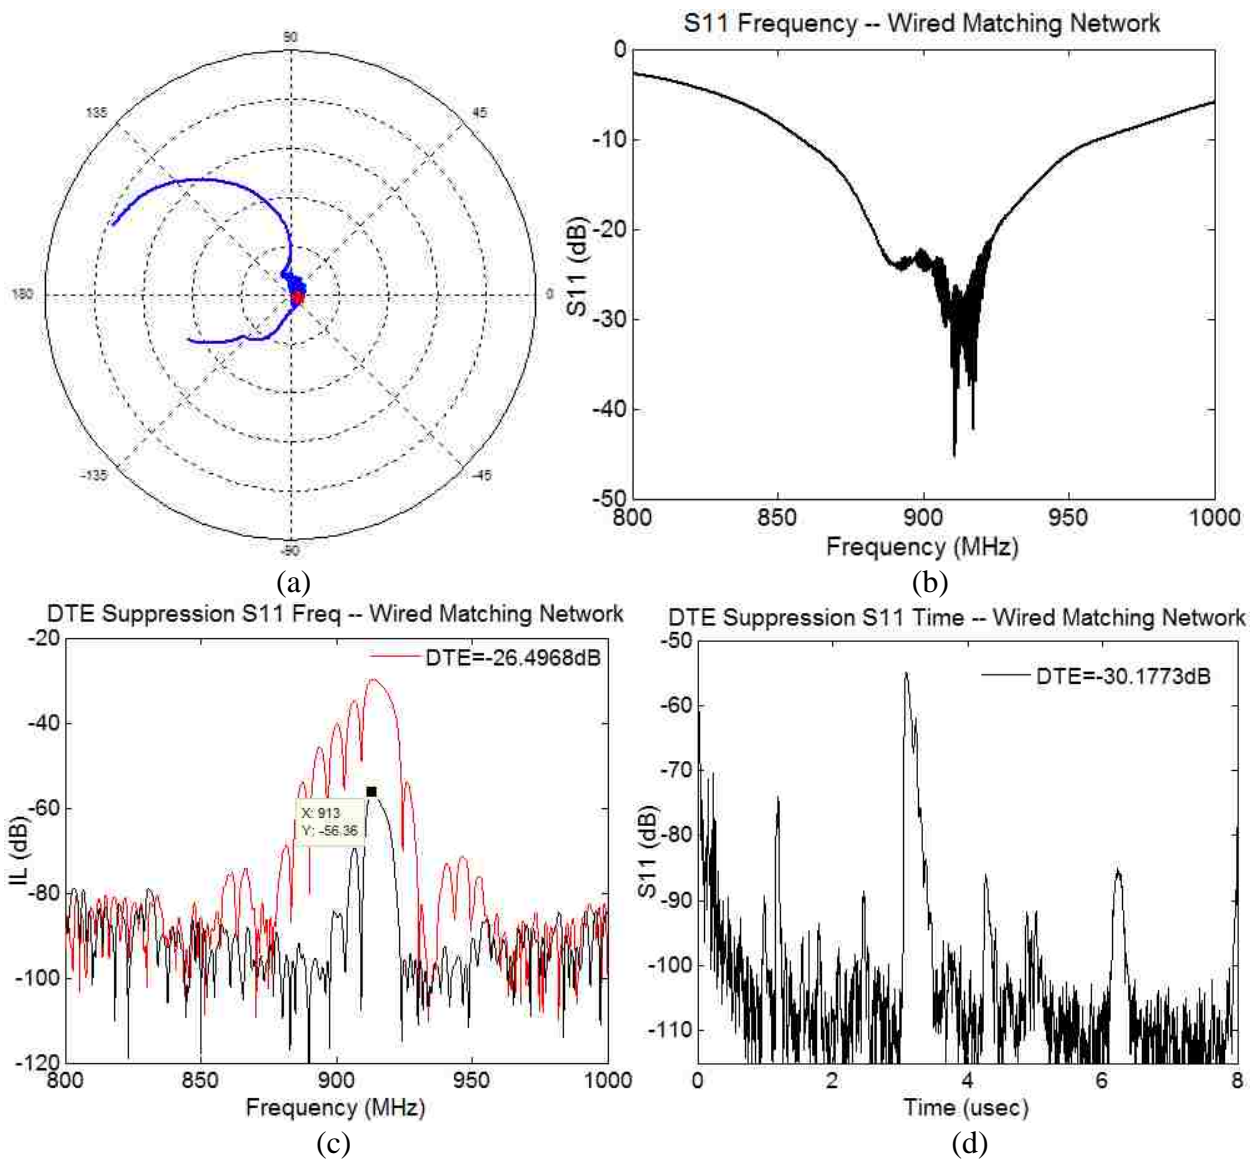 90
135
45
180
0
-135
-45
-90
(a)
S11 Frequency -- Wired Matching Network
0
-10
-20
-30
-40
-50
S11 (dB)
800
850
900
950
1000
Frequency (MHz)
(b)
DTE Suppression S11 Freq -- Wired Matching Network
-20
-40
-60
-80
-100
-120
IL (dB)
DTE=-26.4968dB
X: 913
Y: -56.36
800
850
900
950
1000
Frequency (MHz)
(c)
DTE Suppression S11 Time -- Wired Matching Network
-50
-60
-70
-80
-90
-100
-110
S11 (dB)
DTE=-30.1773dB
0
2
4
6
8
Time (usec)
(d)